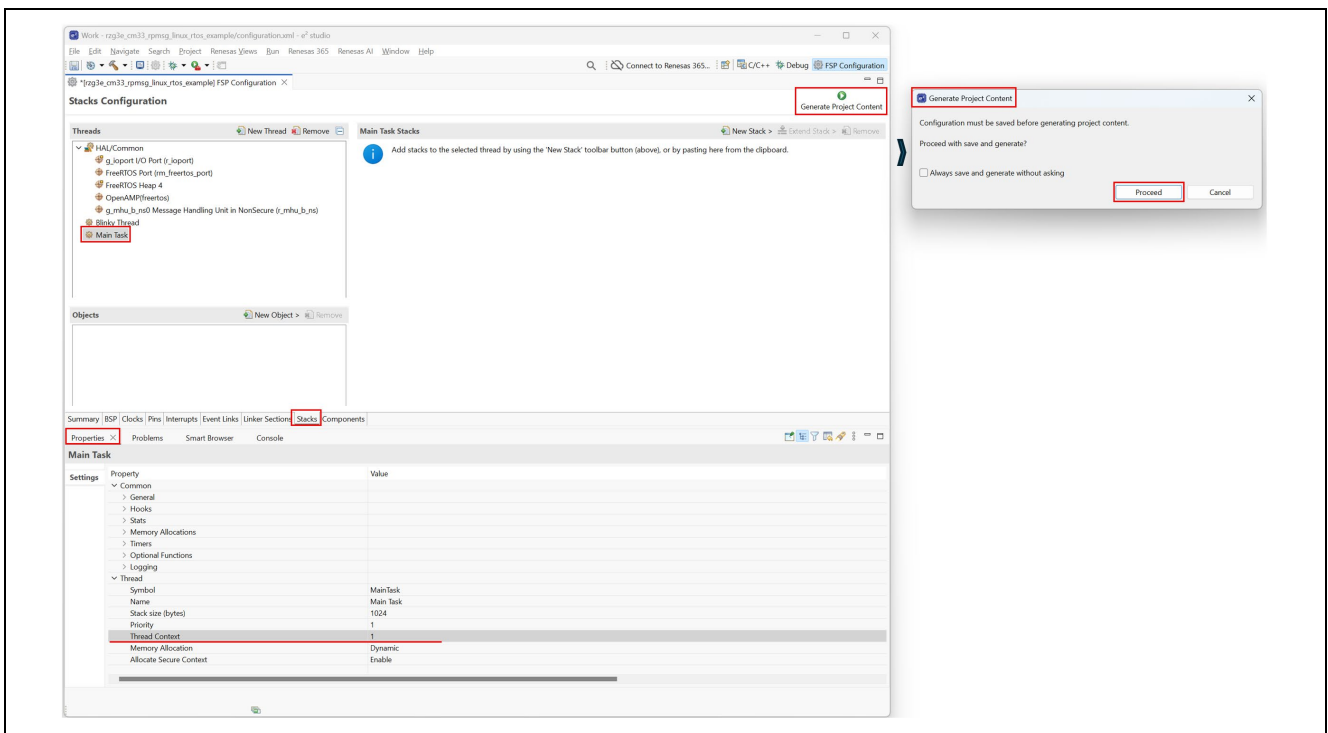 Work - rzg3e_cm33_rpmsg_linux_rtos_example/configuration.xml - e² studio
File Edit Navigate Search Project Renesas Views Run Renesas 365 Renesas AI Window Help
Connect to Renesas 365... C/C++ Debug FSP Configuration
*[rzg3e_cm33_rpmsg_linux_rtos_example] FSP Configuration
Stacks Configuration
Generate Project Content
Threads New Thread Remove
Main Task Stacks New Stack > Extend Stack > Remove
HAL/Common
g_ioport I/O Port (r_ioport)
FreeRTOS Port (rm_freertos_port)
FreeRTOS Heap 4
OpenAMP(freertos)
g_mhu_b_ns0 Message Handling Unit in NonSecure (r_mhu_b_ns)
Blinky Thread
Main Task
Add stacks to the selected thread by using the 'New Stack' toolbar button (above), or by pasting here from the clipboard.
Objects New Object > Remove
Summary BSP Clocks Pins Interrupts Event Links Linker Sections Stacks Components
Properties Problems Smart Browser Console
Main Task
Settings
Property Value
Common
General
Hooks
Stats
Memory Allocations
Timers
Optional Functions
Logging
Thread
Symbol MainTask
Name Main Task
Stack size (bytes) 1024
Priority 1
Thread Context 1
Memory Allocation Dynamic
Allocate Secure Context Enable
Generate Project Content
Configuration must be saved before generating project content.
Proceed with save and generate?
Always save and generate without asking
Proceed Cancel